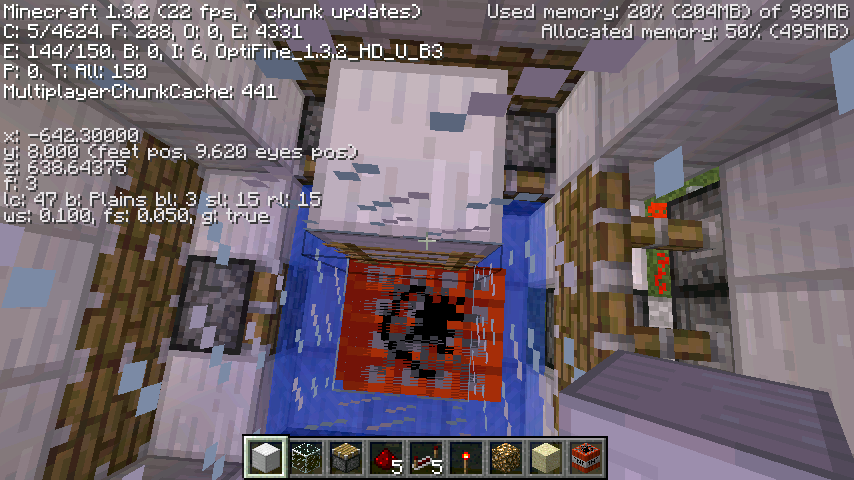 Minecraft 1.3.2 (22 fps, 7 chunk updates)
C: 5/4624, F: 288, O: 0, E: 4331
E: 144/150, B: 0, I: 6, OptiFine_1.3.2_HD_U_B3
P: 0, T: All: 150
MultiplayerChunkCache: 441
Used memory: 20% (204MB) of 989MB
Allocated memory: 50% (495MB)
x: -642.30000
y: 8.000 (feet pos, 9.620 eyes pos)
z: 638.64375
f: 3
lc: 47 b: Plains bl: 3 sl: 15 rl: 15
ws: 0.100, fs: 0.050, g: true
5
5